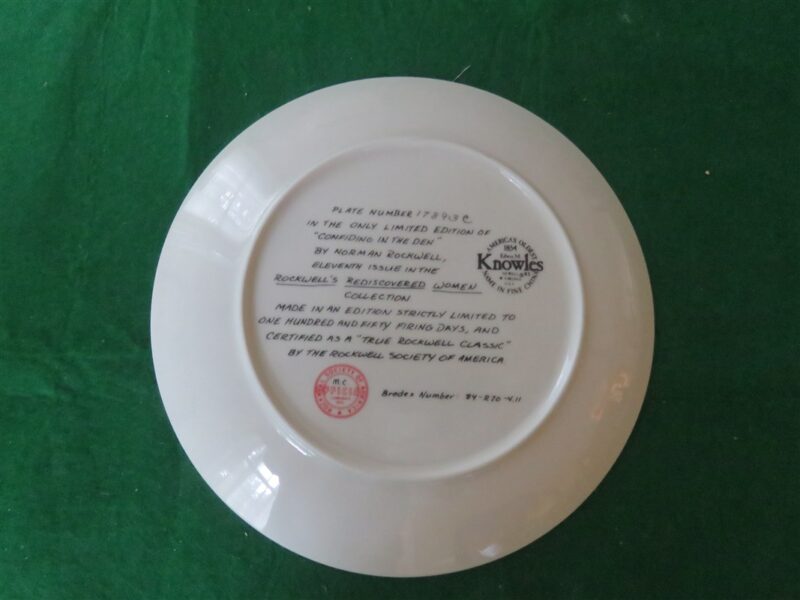 PLATE NUMBER
IN THE ONLY LIMITED EDITION OF
"CONFIDING IN THE DEN"
BY NORMAN ROCKWELL,
ELEVENTH ISSUE IN THE
ROCKWELL'S REDISCOVERED WOMEN
COLLECTION
MADE IN AN EDITION STRICTLY LIMITED TO
ONE HUNDRED AND FIFTY FIRING DAYS, AND
CERTIFIED AS A "TRUE ROCKWELL CLASSIC"
BY THE ROCKWELL SOCIETY OF AMERICA
AMERICA'S OLDEST
1854
Edwin M.
Knowles
NAME IN FINE CHINA
SOCIETY OF
M.C.
Bradex Number: 84-R70-4.11